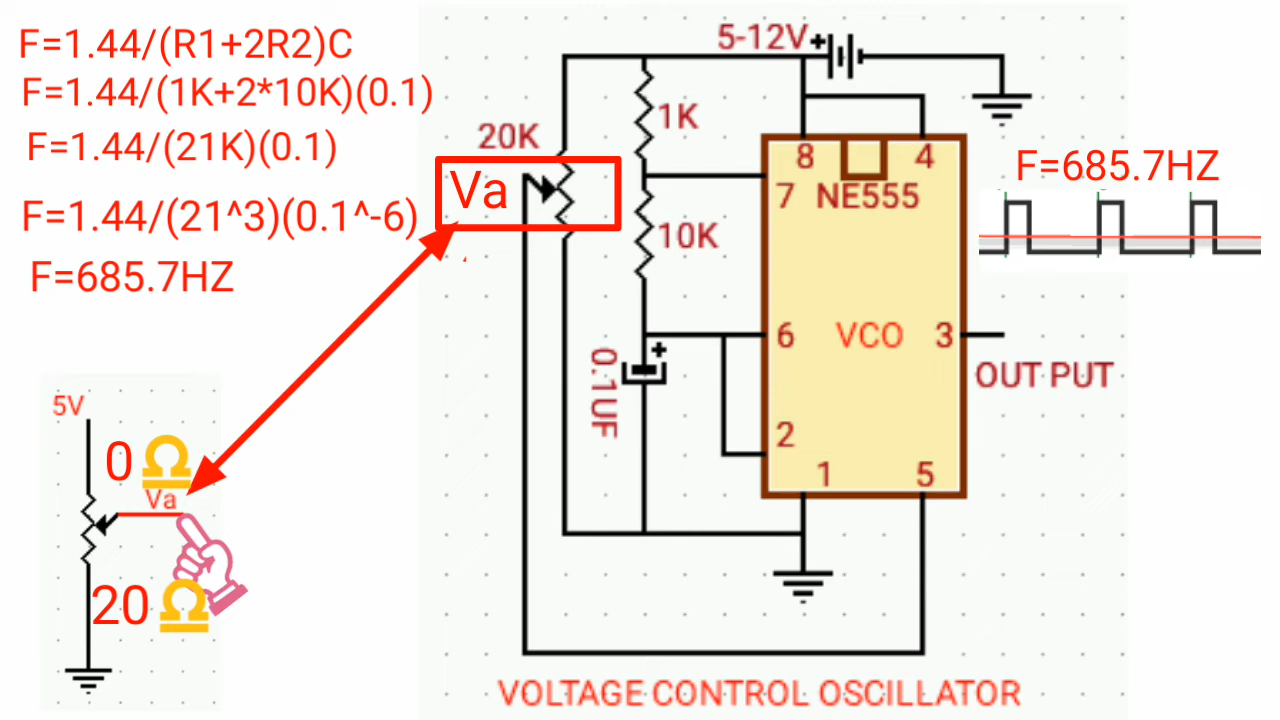 F=1.44/(R1+2R2)C
F=1.44/(1K+2*10K)(0.1)
F=1.44/(21K)(0.1)
F=1.44/(21^3)(0.1^-6)
F=685.7HZ
5V
0 Ω
Va
20 Ω
5-12V+
20K
1K
Va
10K
+
0.1UF
8
4
7
NE555
6
VCO
3
2
1
5
OUT PUT
F=685.7HZ
VOLTAGE CONTROL OSCILLATOR